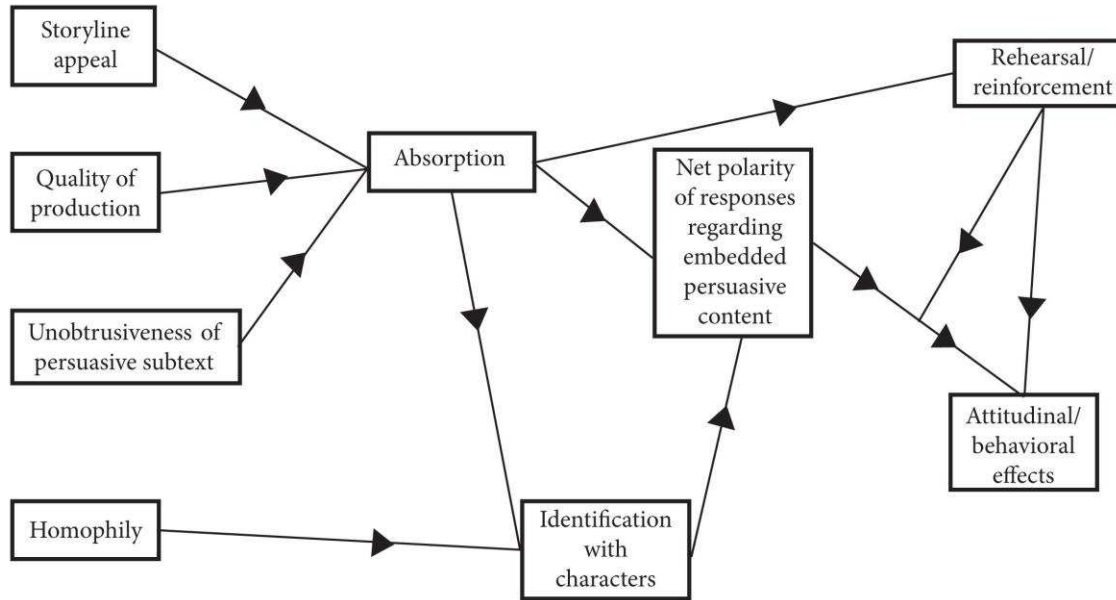 Storyline
appeal
Rehearsal/
reinforcement
Absorption
Quality of
production
Net polarity
of responses
regarding
embedded
persuasive
content
Unobtrusiveness of
persuasive subtext
Attitudinal/
behavioral
effects
Homophily
Identification
with
characters